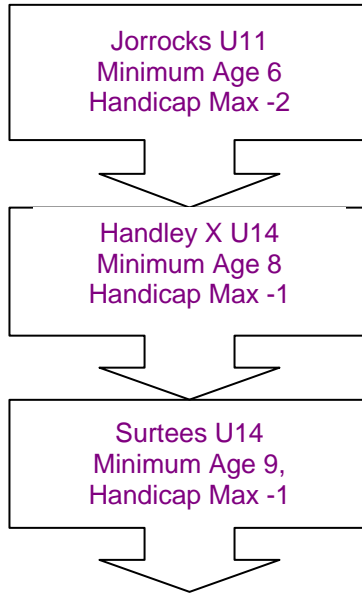 Jorrocks U11
Minimum Age 6
Handicap Max -2
Handley X U14
Minimum Age 8
Handicap Max -1
Surtees U14
Minimum Age 9,
Handicap Max -1